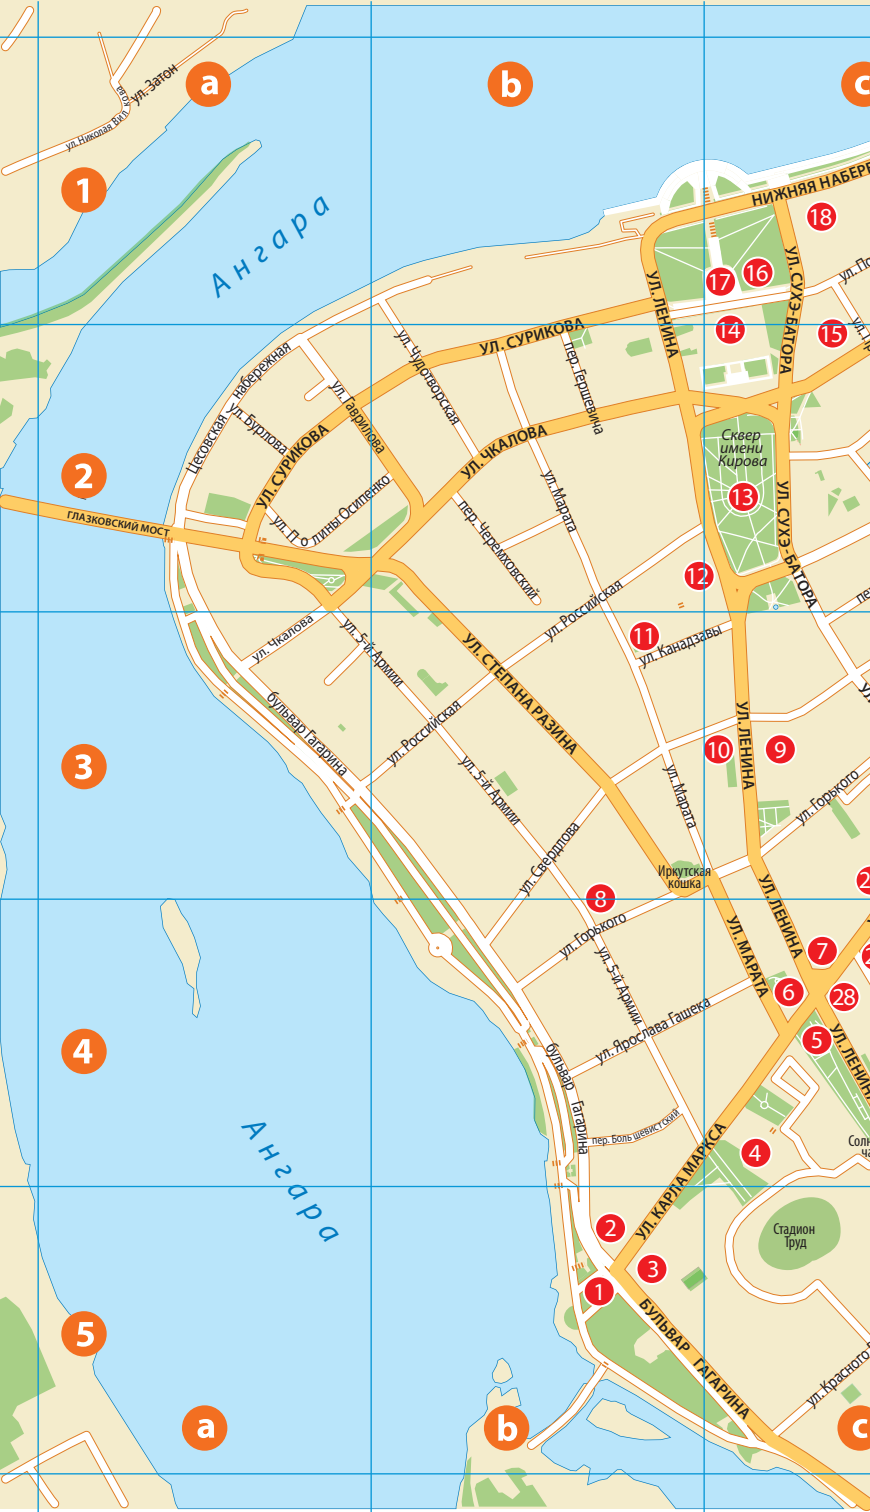 a
b
c
ул. Затон
ул. Николая Вил
кова
1
Ангара
НИЖНЯЯ НАБЕРЕ
18
17
16
УЛ. СУХЭ-БАТОРА
УЛ. ЛЕНИНА
14
15
УЛ. СУРИКОВА
пер. Гершевича
ул. Чудотворская
набережная
Цесовская
ул. Гаврилова
ул. Бурлова
УЛ. СУРИКОВА
УЛ. ЧКАЛОВА
Сквер
имени
Кирова
13
2
ГЛАЗКОВСКИЙ МОСТ
ул. Полины Осипенко
ул. Марата
пер. Черемховский
УЛ. СУХЭ-БАТОРА
12
ул. Российская
11
ул. Канадзавы
ул. Чкалова
ул. 5-й Армии
УЛ. СТЕПАНА РАЗИНА
бульвар Гагарина
ул. Российская
3
10
УЛ. ЛЕНИНА
9
ул. 5-й Армии
ул. Марата
ул. Горького
ул. Свердлова
Иркутская
кошка
8
ул. Горького
УЛ. МАРАТА
УЛ. ЛЕНИНА
7
6
28
5
ул. 5-й Армии
ул. Ярослава Гашека
УЛ. ЛЕНИНА
4
бульвар
Гагарина
пер. Большевистский
4
Ангара
УЛ. КАРЛА МАРКСА
Стадион
Труд
2
3
1
5
БУЛЬВАР ГАГАРИНА
ул. Красного
a
b
c